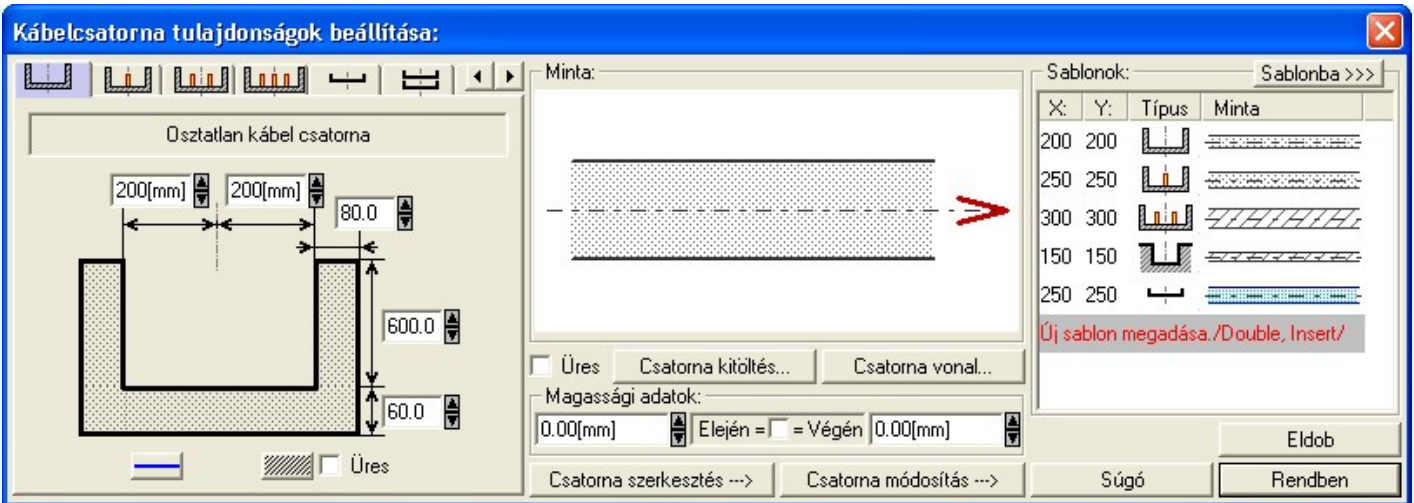 Kábelcsatorna tulajdonságok beállítása:
Osztatlan kábel csatorna
200[mm] 200[mm]
80.0
600.0
60.0
Üres
Minta:
Üres Csatorna kitöltés... Csatorna vonal...
Magassági adatok:
0.00[mm] Elején = = Végén 0.00[mm]
Csatorna szerkesztés ---> Csatorna módosítás --->
Sablonok: Sablonba >>>
X: Y: Típus Minta
200 200
250 250
300 300
150 150
250 250
Új sablon megadása./Double, Insert/
Eldob
Súgó Rendben